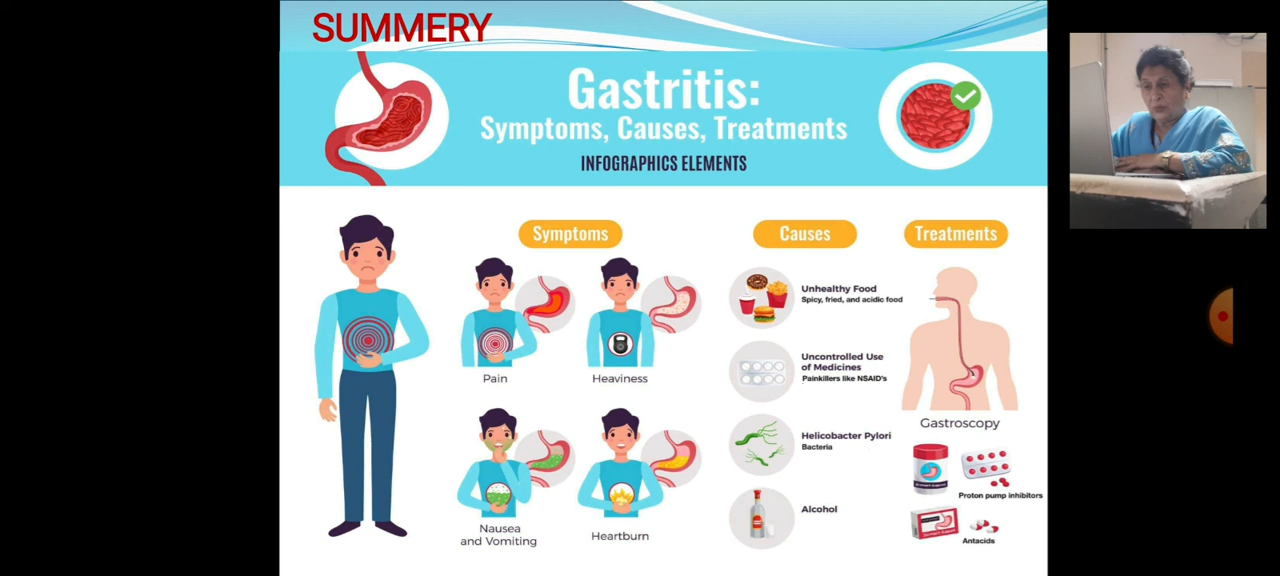 SUMMERY
Gastritis:
Symptoms, Causes, Treatments
INFOGRAPHICS ELEMENTS
Symptoms
Pain
Heaviness
Nausea
and Vomiting
Heartburn
Causes
Unhealthy Food
Spicy, fried, and acidic food
Uncontrolled Use
of Medicines
Painkillers like NSAID's
Helicobacter Pylori
Bacteria
Alcohol
Treatments
Gastroscopy
Proton pump inhibitors
Antacids